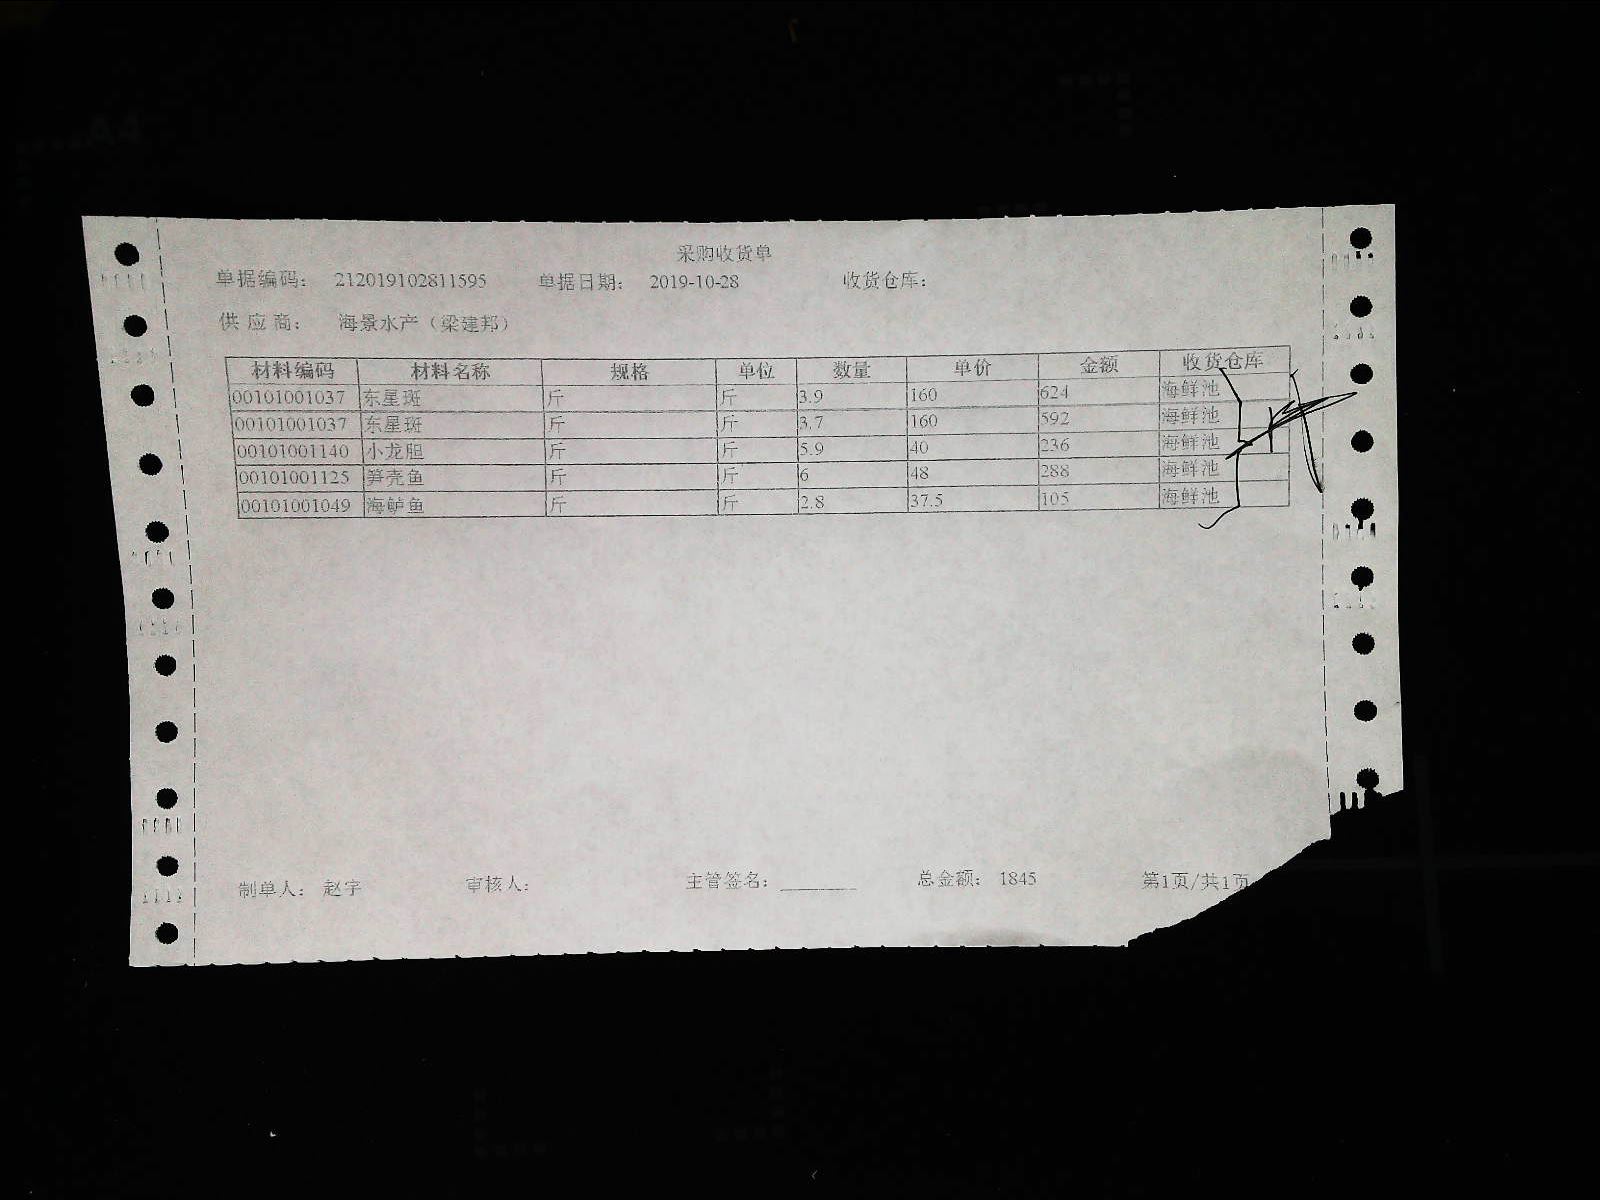 采购收货单
单据编码： 212019102811595 单据日期： 2019-10-28 收货仓库：
供 应 商： 海景水产（梁建邦）
材料编码 材料名称 规格 单位 数量 单价 金额 收货仓库
00101001037 东星斑 斤 斤 3.9 160 624 海鲜池
00101001037 东星斑 斤 斤 3.7 160 592 海鲜池
00101001140 小龙胆 斤 斤 5.9 40 236 海鲜池
00101001125 笋壳鱼 斤 斤 6 48 288 海鲜池
00101001049 海鲈鱼 斤 斤 2.8 37.5 105 海鲜池
制单人： 赵宇 审核人： 主管签名： 总金额： 1845 第1页/共1页